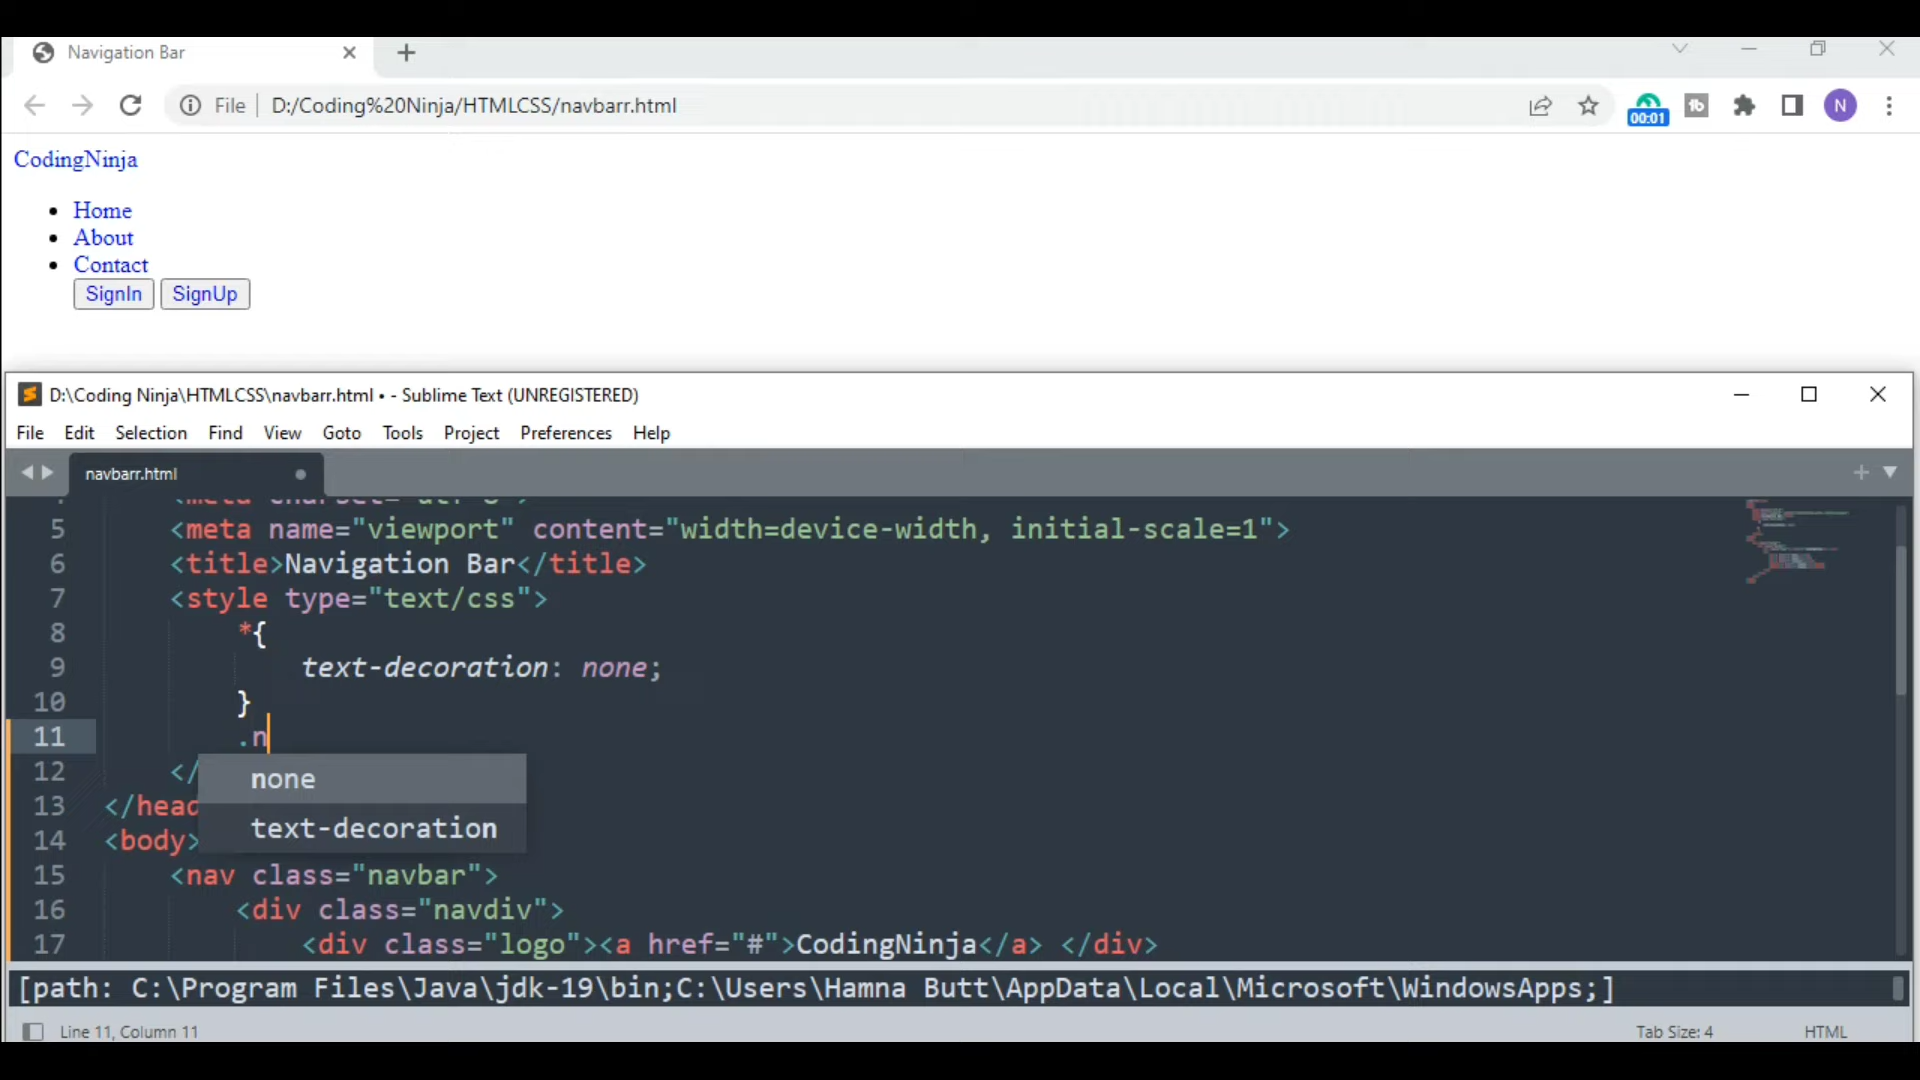 Navigation Bar
File D:/Coding%20Ninja/HTMLCSS/navbarr.html
00:01
N
CodingNinja
Home
About
Contact
SignIn SignUp
D:\Coding Ninja\HTMLCSS\navbarr.html • - Sublime Text (UNREGISTERED)
File Edit Selection Find View Goto Tools Project Preferences Help
navbarr.html
5 <meta name="viewport" content="width=device-width, initial-scale=1">
6 <title>Navigation Bar</title>
7 <style type="text/css">
8 *{
9 text-decoration: none;
10 }
11 .n
12 </
none
13 </head
text-decoration
14 <body>
15 <nav class="navbar">
16 <div class="navdiv">
17 <div class="logo"><a href="#">CodingNinja</a> </div>
[path: C:\Program Files\Java\jdk-19\bin;C:\Users\Hamna Butt\AppData\Local\Microsoft\WindowsApps;]
Line 11, Column 11 Tab Size: 4 HTML